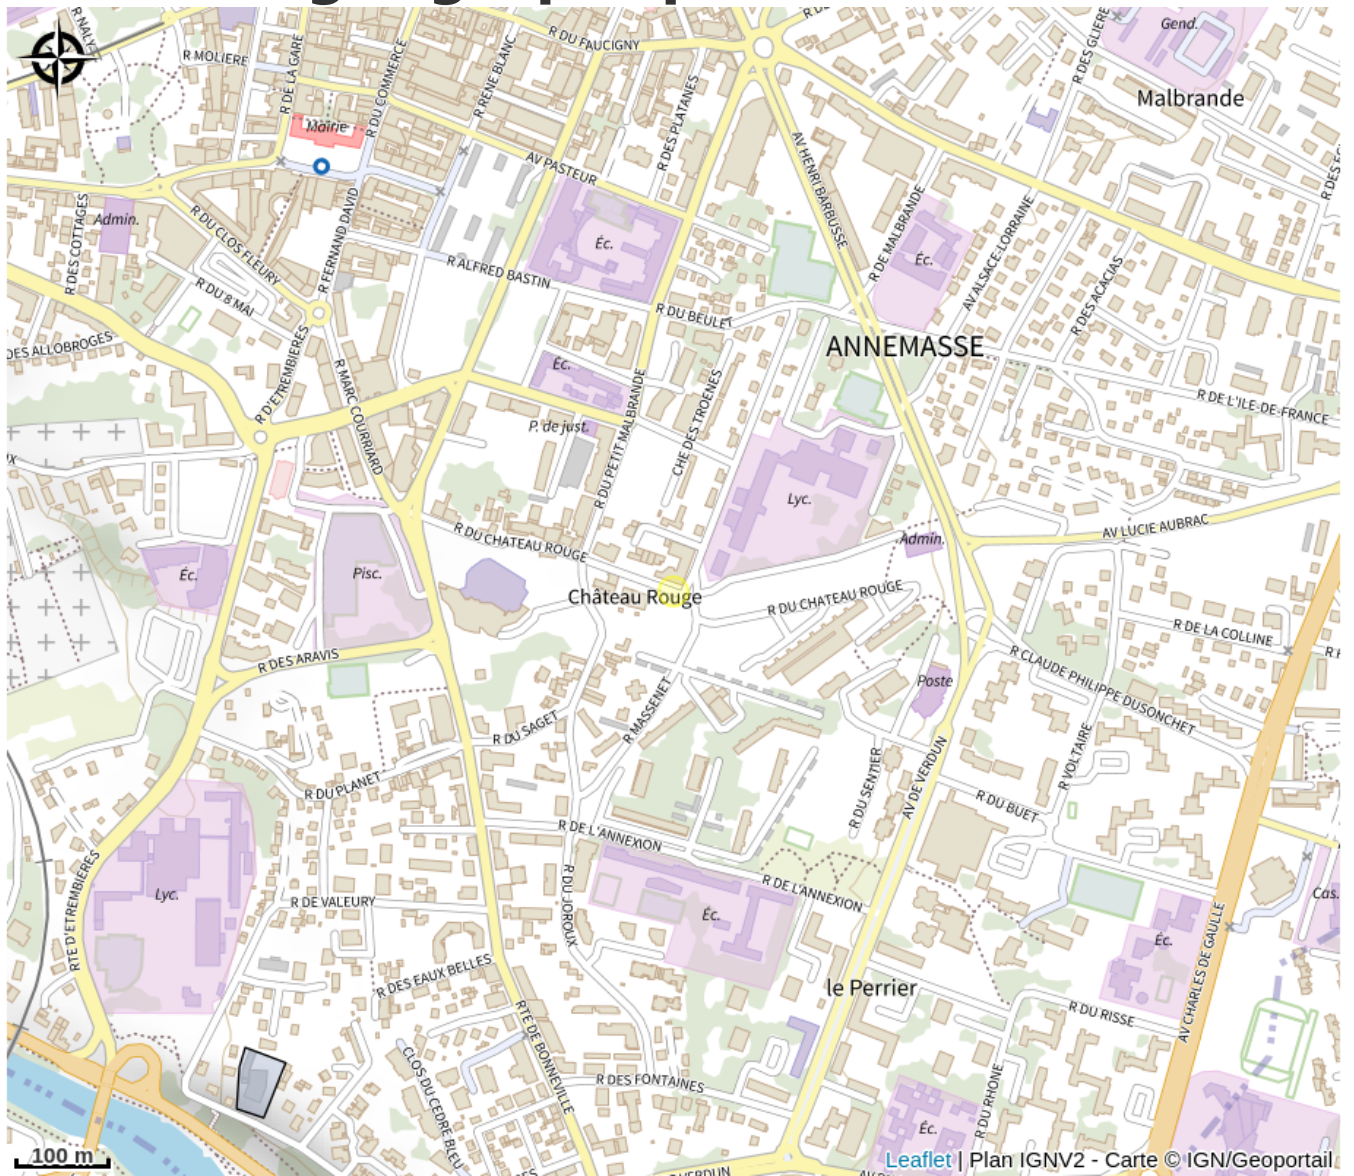 R NALY
R MOLIERE
R DE LA GARE
R DU COMMERCE
R RENE BLANC
R DU FAUCIGNY
R DES PLATANES
R DES GLIERE
Gend.
Malbrande
Mairie
AV PASTEUR
AV HENRI BARBUSSE
R DES COTTAGES
Admin.
R DU CLOS FLEURY
R FERNAND DAVID
Éc.
R DE MALBRANDE
Éc.
AV ALSACE-LORRAINE
R DES ACACIAS
R DU 8 MAI
R ALFRED BASTIN
R DU BEULET
ANNEMASSE
DES ALLOBROGES
R D'ETREMBIERES
R MARC COURRIARD
Éc.
R DU PETIT MALBRANDE
CHE DES TROENES
R DE L'ILE-DE-FRANCE
P. de just.
Lyc.
R DU CHATEAU ROUGE
Admin.
AV LUCIE AUBRAC
Éc.
Pisc.
Château Rouge
R DU CHATEAU ROUGE
R DE LA COLLINE
R DES ARAVIS
R CLAUDE PHILIPPE DUSONCHET
Poste
R DU SAGET
R MASSENET
R DU PLANET
R DU SENTIER
AV DE VERDUN
R VOLTAIRE
R DU BUET
R DE L'ANNEXION
RTE D'ETREMBIERES
Lyc.
R DE VALEURY
R DU JOROUX
Éc.
R DE L'ANNEXION
Cas.
Éc.
AV CHARLES DE GAULLE
R DES EAUX BELLES
le Perrier
R DU RISSE
RTE DE BONNEVILLE
CLOS DU CEDRE BLEU
R DES FONTAINES
R DU RHONE
Éc.
100 m
VERDUN
Leaflet | Plan IGNV2 - Carte © IGN/Geoportail